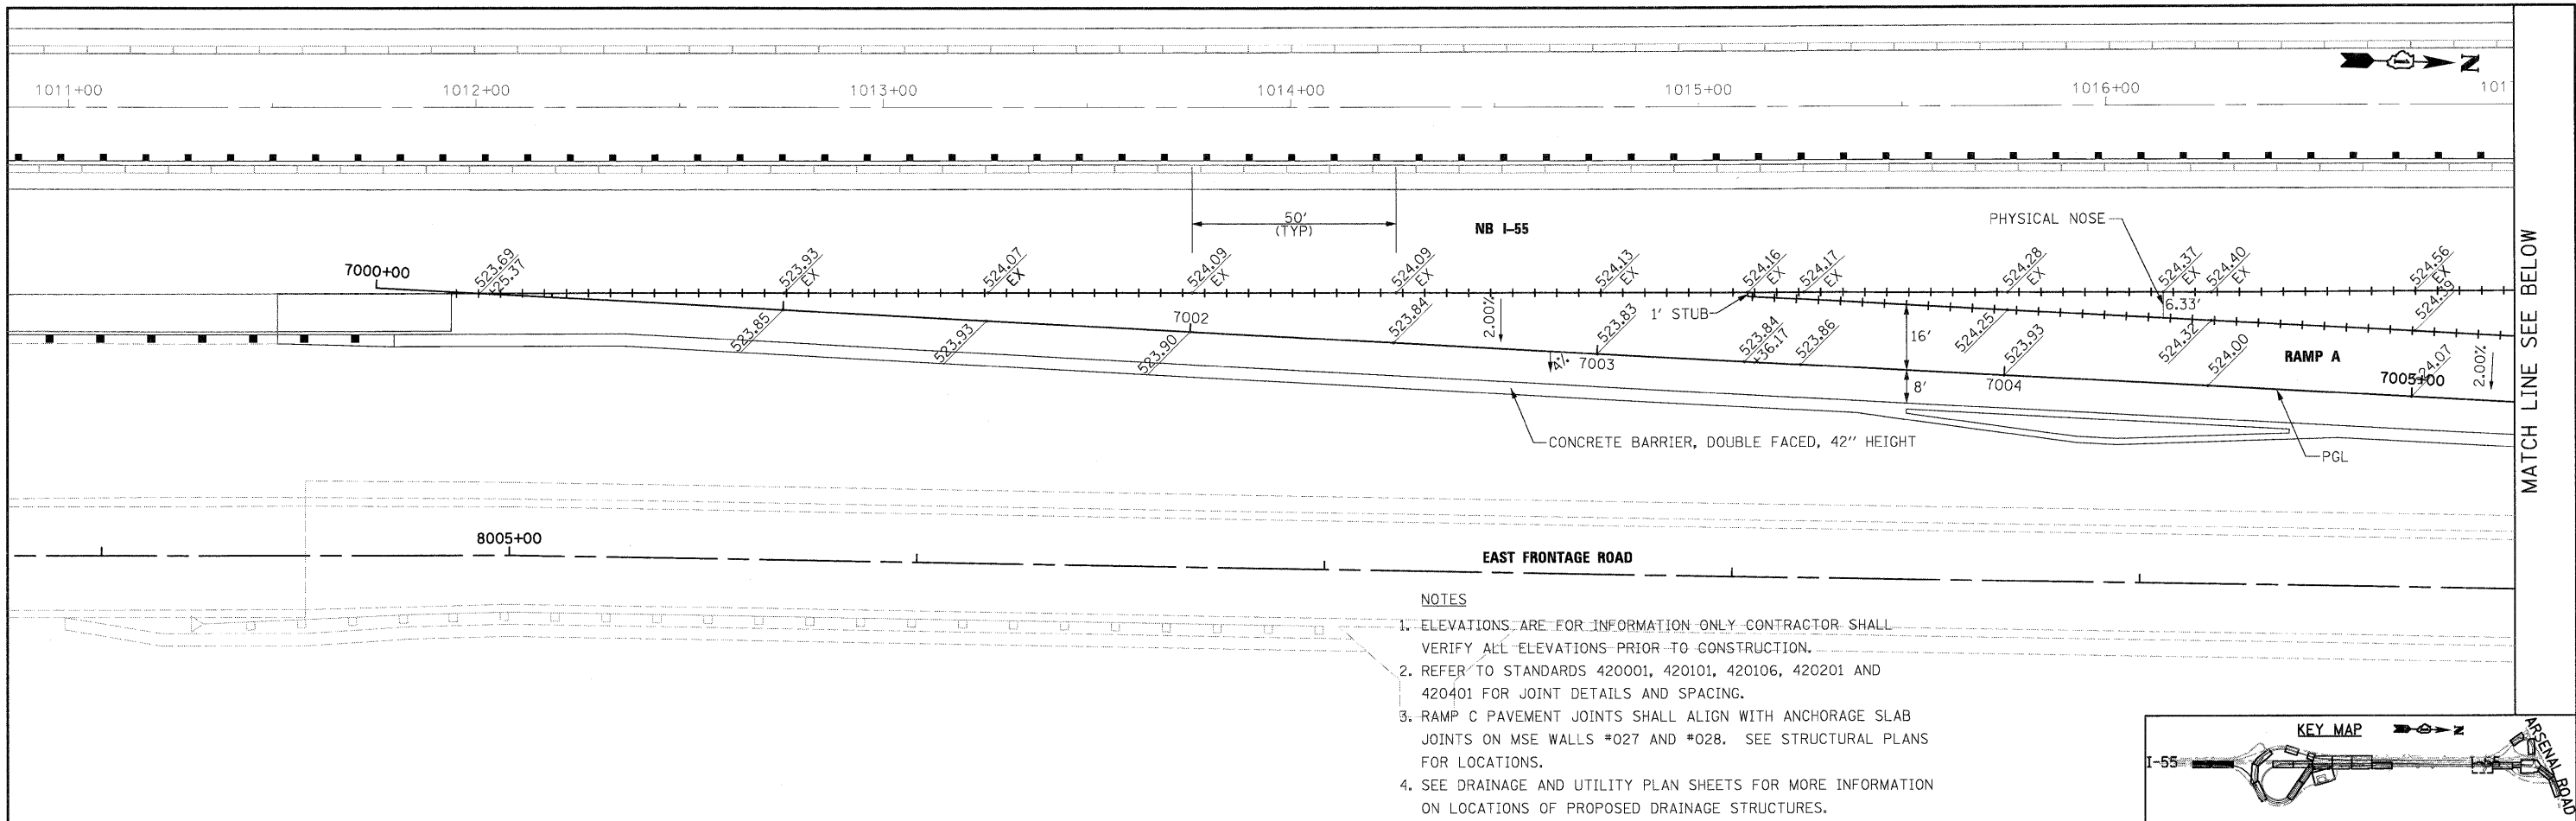 N
1011+00 1012+00 1013+00 1014+00 1015+00 1016+00 101
50'
(TYP)
NB I-55
PHYSICAL NOSE
7000+00
523.69
+25.37
523.93
EX
524.07
EX
524.09
EX
524.09
EX
524.13
EX
524.16
EX
524.17
EX
524.28
EX
524.37
EX
524.40
EX
524.56
EX
524.39
6.33'
1' STUB
2.00%
4%
16'
8'
523.85
523.93
523.90
7002
523.84
523.83
7003
523.84
+36.17
523.86
524.25
523.93
7004
524.32
524.00
RAMP A
7005+00
524.07
2.00%
CONCRETE BARRIER, DOUBLE FACED, 42" HEIGHT
PGL
MATCH LINE SEE BELOW
8005+00
EAST FRONTAGE ROAD
NOTES
1. ELEVATIONS ARE FOR INFORMATION ONLY CONTRACTOR SHALL
VERIFY ALL ELEVATIONS PRIOR TO CONSTRUCTION.
2. REFER TO STANDARDS 420001, 420101, 420106, 420201 AND
420401 FOR JOINT DETAILS AND SPACING.
3. RAMP C PAVEMENT JOINTS SHALL ALIGN WITH ANCHORAGE SLAB
JOINTS ON MSE WALLS #027 AND #028. SEE STRUCTURAL PLANS
FOR LOCATIONS.
4. SEE DRAINAGE AND UTILITY PLAN SHEETS FOR MORE INFORMATION
ON LOCATIONS OF PROPOSED DRAINAGE STRUCTURES.
KEY MAP
N
I-55
I-55
ARSENAL ROAD